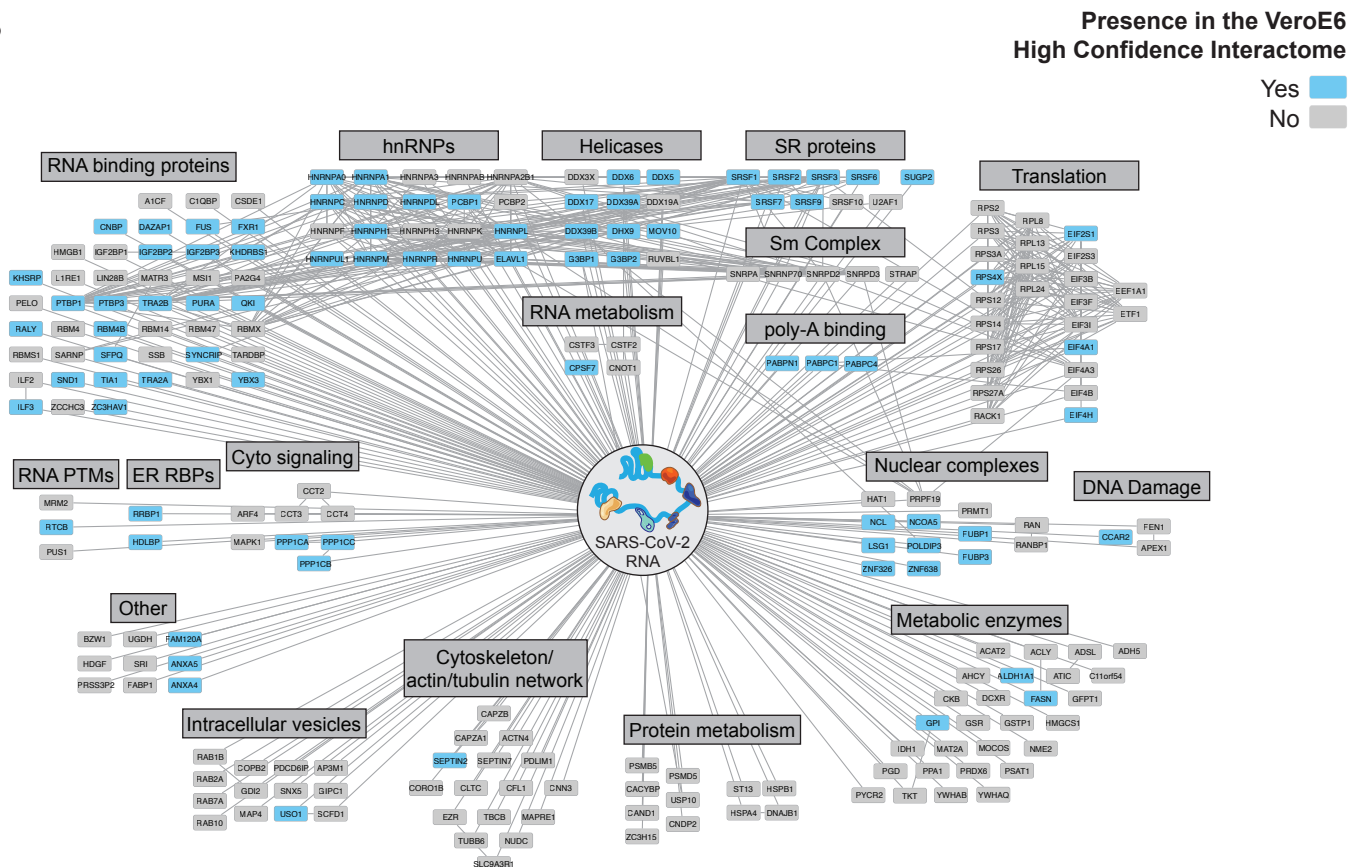 Presence in the VeroE6
High Confidence Interactome
Yes
No
RNA binding proteins
A1CF C1QBP CSDE1
CNBP DAZAP1 FUS FXR1
HMGB1 IGF2BP1 IGF2BP2 IGF2BP3 KHDRBS1
KHSRP L1RE1 LIN28B MATR3 MSI1 PA2G4
PELO PTBP1 PTBP3 TRA2B PURA QKI
RALY RBM4 RBM4B RBM14 RBM47 RBMX
RBMS1 SARNP SFPQ SSB SYNCRIP TARDBP
ILF2 SND1 TIA1 TRA2A YBX1 YBX3
ILF3 ZCCHC3 ZC3HAV1
hnRNPs
HNRNPA0 HNRNPA1 HNRNPA3 HNRNPAB HNRNPA2B1
HNRNPC HNRNPD HNRNPDL PCBP1 PCBP2
HNRNPF HNRNPH1 HNRNPH3 HNRNPK HNRNPL
HNRNPUL1 HNRNPM HNRNPR HNRNPU ELAVL1
Helicases
DDX3X DDX6 DDX5
DDX17 DDX39A DDX19A
DDX39B DHX9 MOV10
G3BP1 G3BP2 RUVBL1
SR proteins
SRSF1 SRSF2 SRSF3 SRSF6 SUGP2
SRSF7 SRSF9 SRSF10 U2AF1
Sm Complex
SNRPA SNRNP70 SNRPD2 SNRPD3 STRAP
Translation
RPS2
RPS3
RPS3A
RPS4X
RPS12
RPS14
RPS17
RPS26
RPS27A
RACK1
RPL8
RPL13
RPL15
RPL24
EIF2S1
EIF2S3
EIF3B
EIF3F
EIF3I
EIF4A1
EIF4A3
EIF4B
EIF4H
EEF1A1
ETF1
RNA metabolism
CSTF3 CSTF2
CPSF7 CNOT1
poly-A binding
PABPN1 PABPC1 PABPC4
RNA PTMs
MRM2
RTCB
PUS1
ER RBPs
RRBP1
HDLBP
Cyto signaling
CCT2
ARF4 CCT3 CCT4
MAPK1 PPP1CA PPP1CC
PPP1CB
SARS-CoV-2
RNA
Nuclear complexes
HAT1 PRPF19
PRMT1
NCL NCOA5
FUBP1
RAN
LSG1 POLDIP3
RANBP1
FUBP3
ZNF326 ZNF638
DNA Damage
FEN1
CCAR2
APEX1
Other
BZW1 UGDH FAM120A
HDGF SRI ANXA5
PRSS3P2 FABP1 ANXA4
Intracellular vesicles
RAB1B
RAB2A
RAB7A
RAB10
COPB2 PDCD6IP AP3M1
GDI2 SNX5 GIPC1
MAP4 USO1 SCFD1
Cytoskeleton/
actin/tubulin network
CAPZB
CAPZA1 ACTN4
SEPTIN2 SEPTIN7 PDLIM1
CORO1B CLTC CFL1 CNN3
EZR TBCB MAPRE1
TUBB6 NUDC
SLC9A3R1
Protein metabolism
PSMB5
CACYBP
CAND1
ZC3H15
PSMD5
USP10
CNDP2
ST13 HSPB1
HSPA4 DNAJB1
Metabolic enzymes
ACAT2 ACLY ADSL ADH5
AHCY ALDH1A1 ATIC C11orf54
CKB DCXR FASN GFPT1
GPI GSR GSTP1 HMGCS1
IDH1 MAT2A MOCOS NME2
PGD PPA1 PRDX6 PSAT1
PYCR2 TKT YWHAB YWHAQ